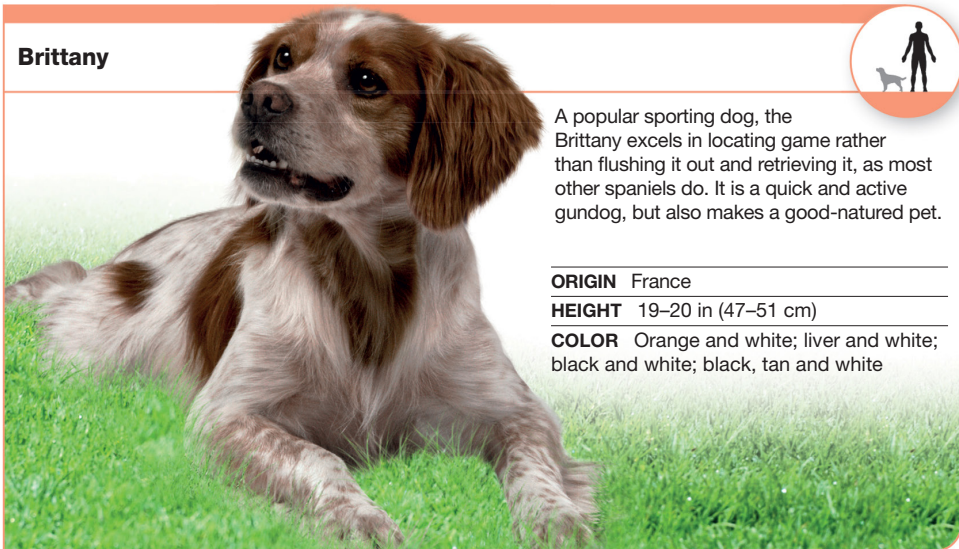 Brittany
A popular sporting dog, the
Brittany excels in locating game rather
than flushing it out and retrieving it, as most
other spaniels do. It is a quick and active
gundog, but also makes a good-natured pet.
ORIGIN France
HEIGHT 19–20 in (47–51 cm)
COLOR Orange and white; liver and white;
black and white; black, tan and white